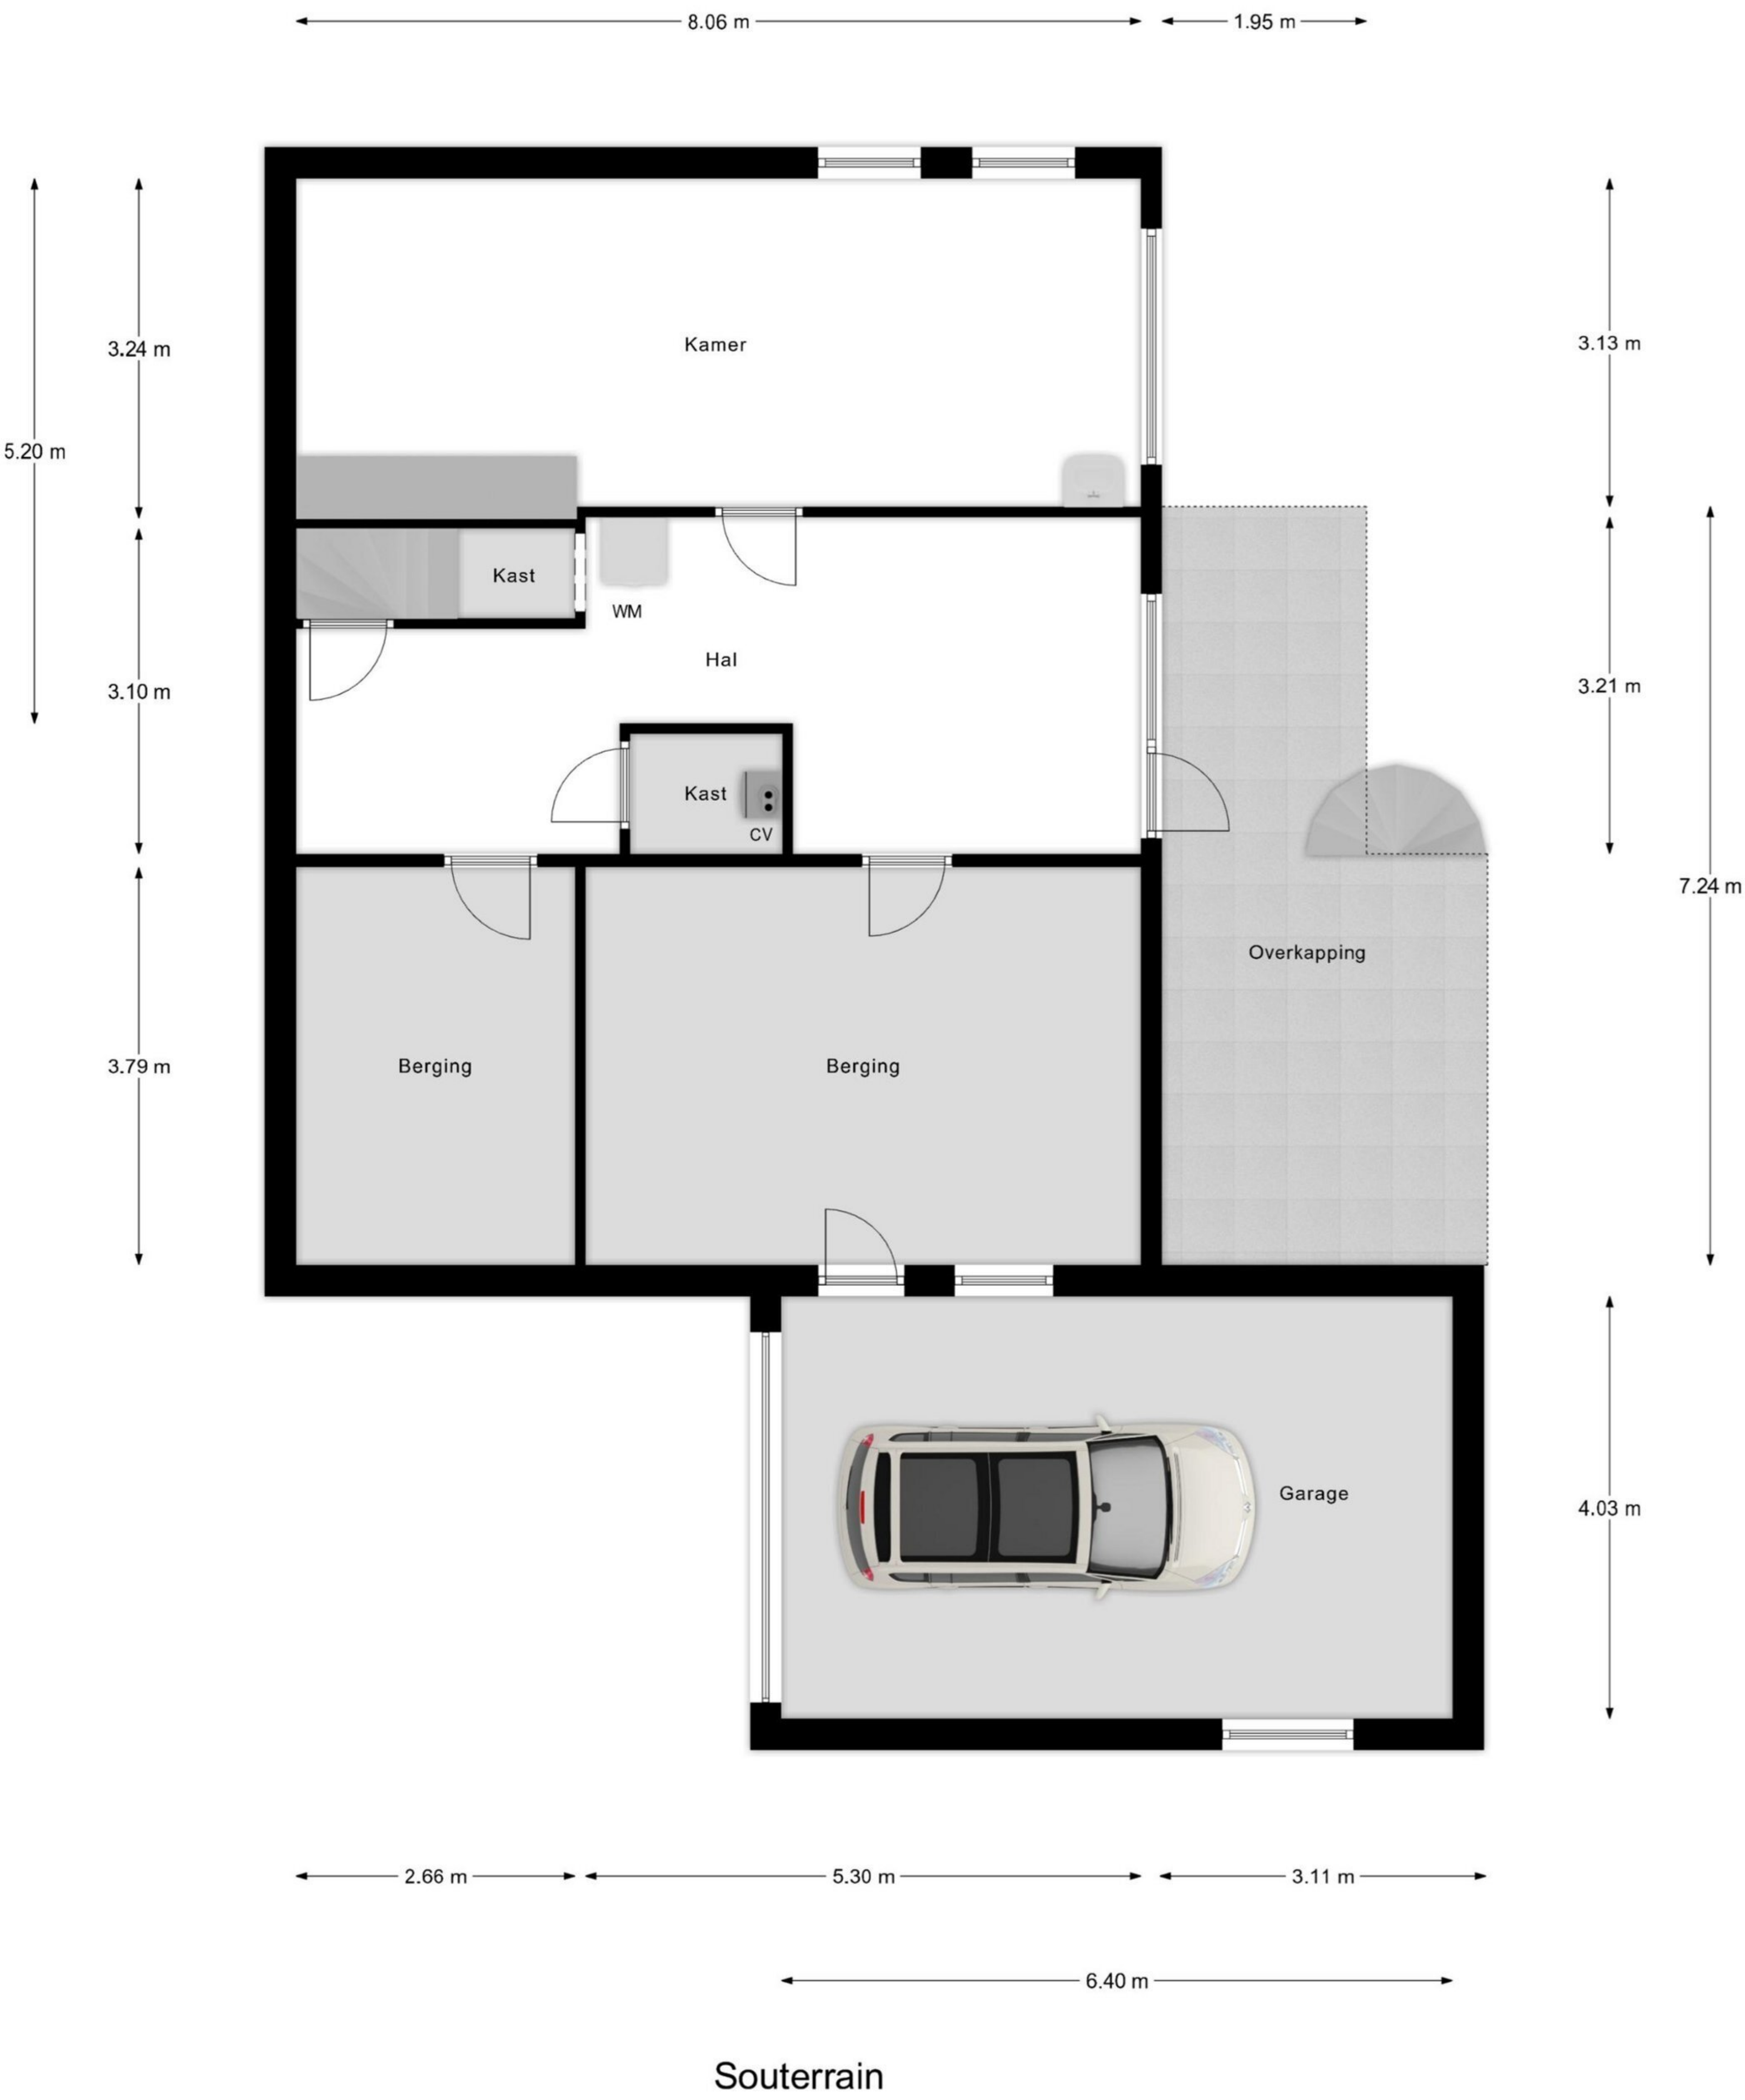 8.06 m
1.95 m
3.24 m
Kamer
3.13 m
5.20 m
Kast
WM
Hal
3.10 m
3.21 m
Kast
CV
7.24 m
Overkapping
Berging
Berging
3.79 m
Garage
4.03 m
2.66 m
5.30 m
3.11 m
6.40 m
Souterrain